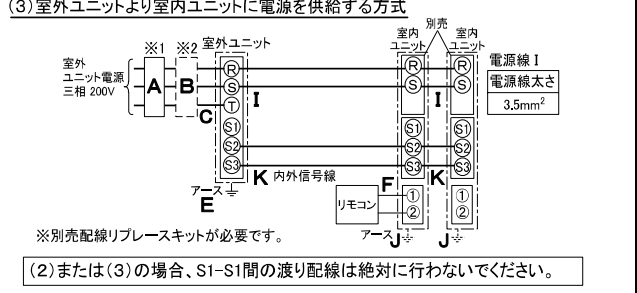 (3)室外ユニットより室内ユニットに電源を供給する方式
別売
※1 ※2 室外ユニット 室内ユニット 室内ユニット
室外ユニット電源 三相 200V
A B C
R S T S1 S2 S3
I
R S S1 S2 S3 ① ②
I
R S S1 S2 S3 ① ②
電源線 I
電源線太さ
3.5mm²
K 内外信号線 F K
アース E
リモコン
アース J J
※別売配線リプレースキットが必要です。
(2)または(3)の場合、S1-S1間の渡り配線は絶対に行わないでください。